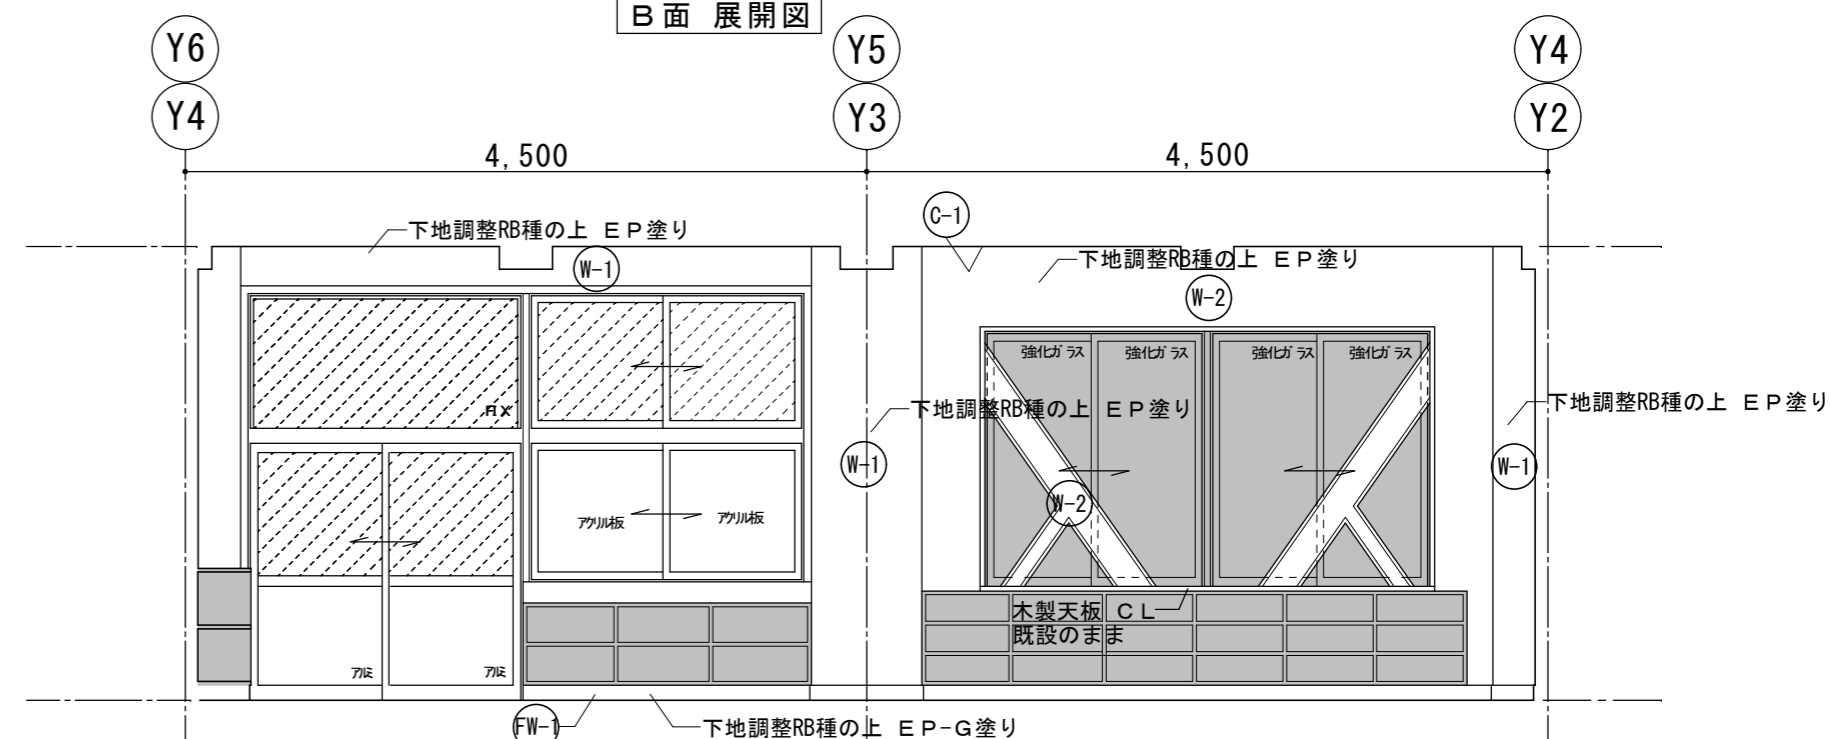 B面 展開図
Y6 Y5 Y4
Y4 Y3 Y2
4,500 4,500
C-1
下地調整RB種の上 EP塗り
下地調整RB種の上 EP塗り
W-1
W-2
強化ガラス 強化ガラス 強化ガラス 強化ガラス
FIX
下地調整RB種の上 EP塗り
下地調整RB種の上 EP塗り
W-1
W-1
W-2
アクリル板 アクリル板
木製天板 CL
既設のまま
アルミ アルミ
FW-1
下地調整RB種の上 EP-G塗り